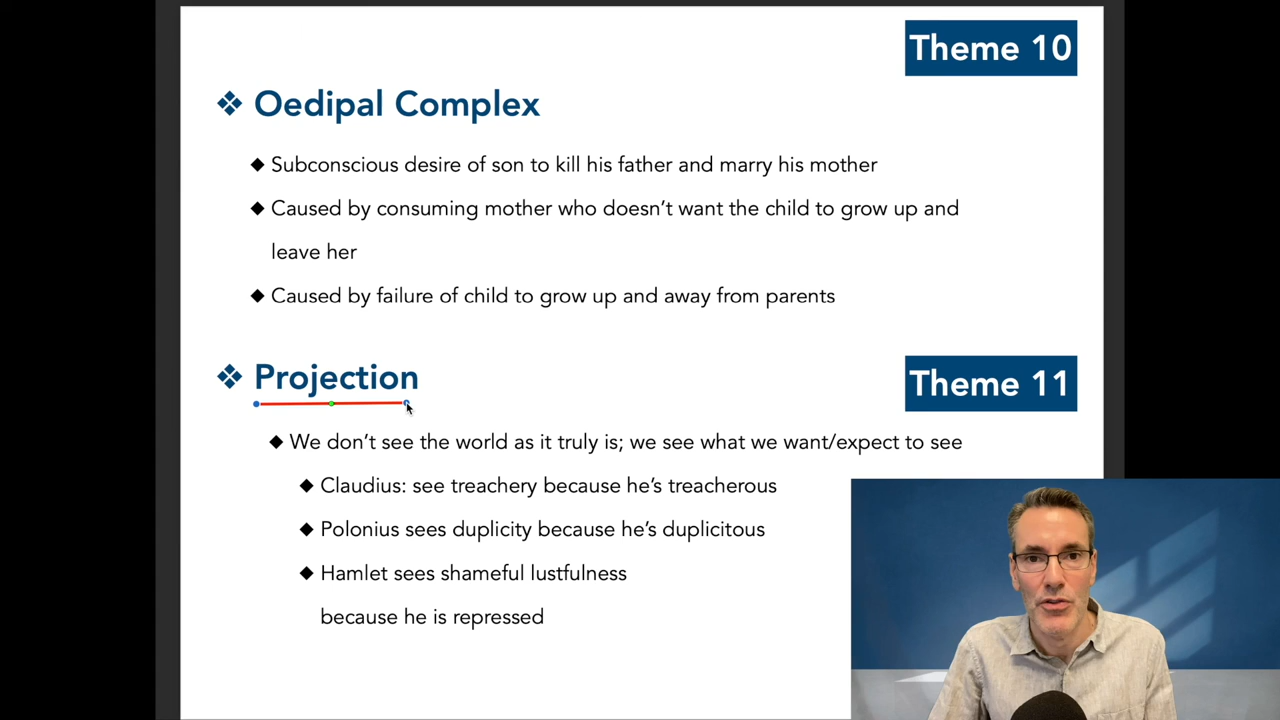 Theme 10
❖ Oedipal Complex
◆ Subconscious desire of son to kill his father and marry his mother
◆ Caused by consuming mother who doesn’t want the child to grow up and
leave her
◆ Caused by failure of child to grow up and away from parents
❖ Projection
Theme 11
◆ We don’t see the world as it truly is; we see what we want/expect to see
◆ Claudius: see treachery because he’s treacherous
◆ Polonius sees duplicity because he’s duplicitous
◆ Hamlet sees shameful lustfulness
because he is repressed